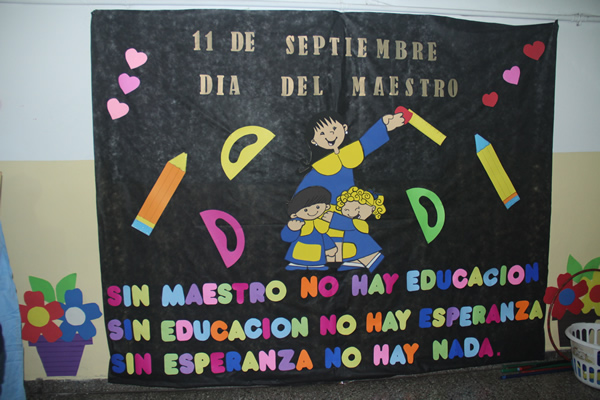 11 DE SEPTIEMBRE
DIA DEL MAESTRO
SIN MAESTRO NO HAY EDUCACION
SIN EDUCACION NO HAY ESPERANZA
SIN ESPERANZA NO HAY NADA.